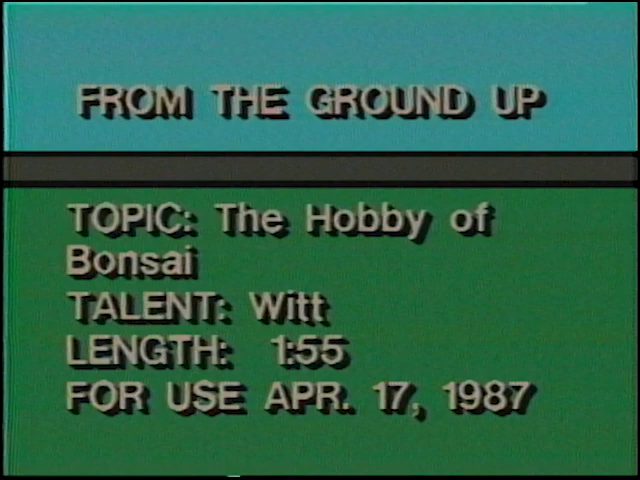 FROM THE GROUND UP
TOPIC: The Hobby of
Bonsai
TALENT: Witt
LENGTH: 1:55
FOR USE APR. 17, 1987